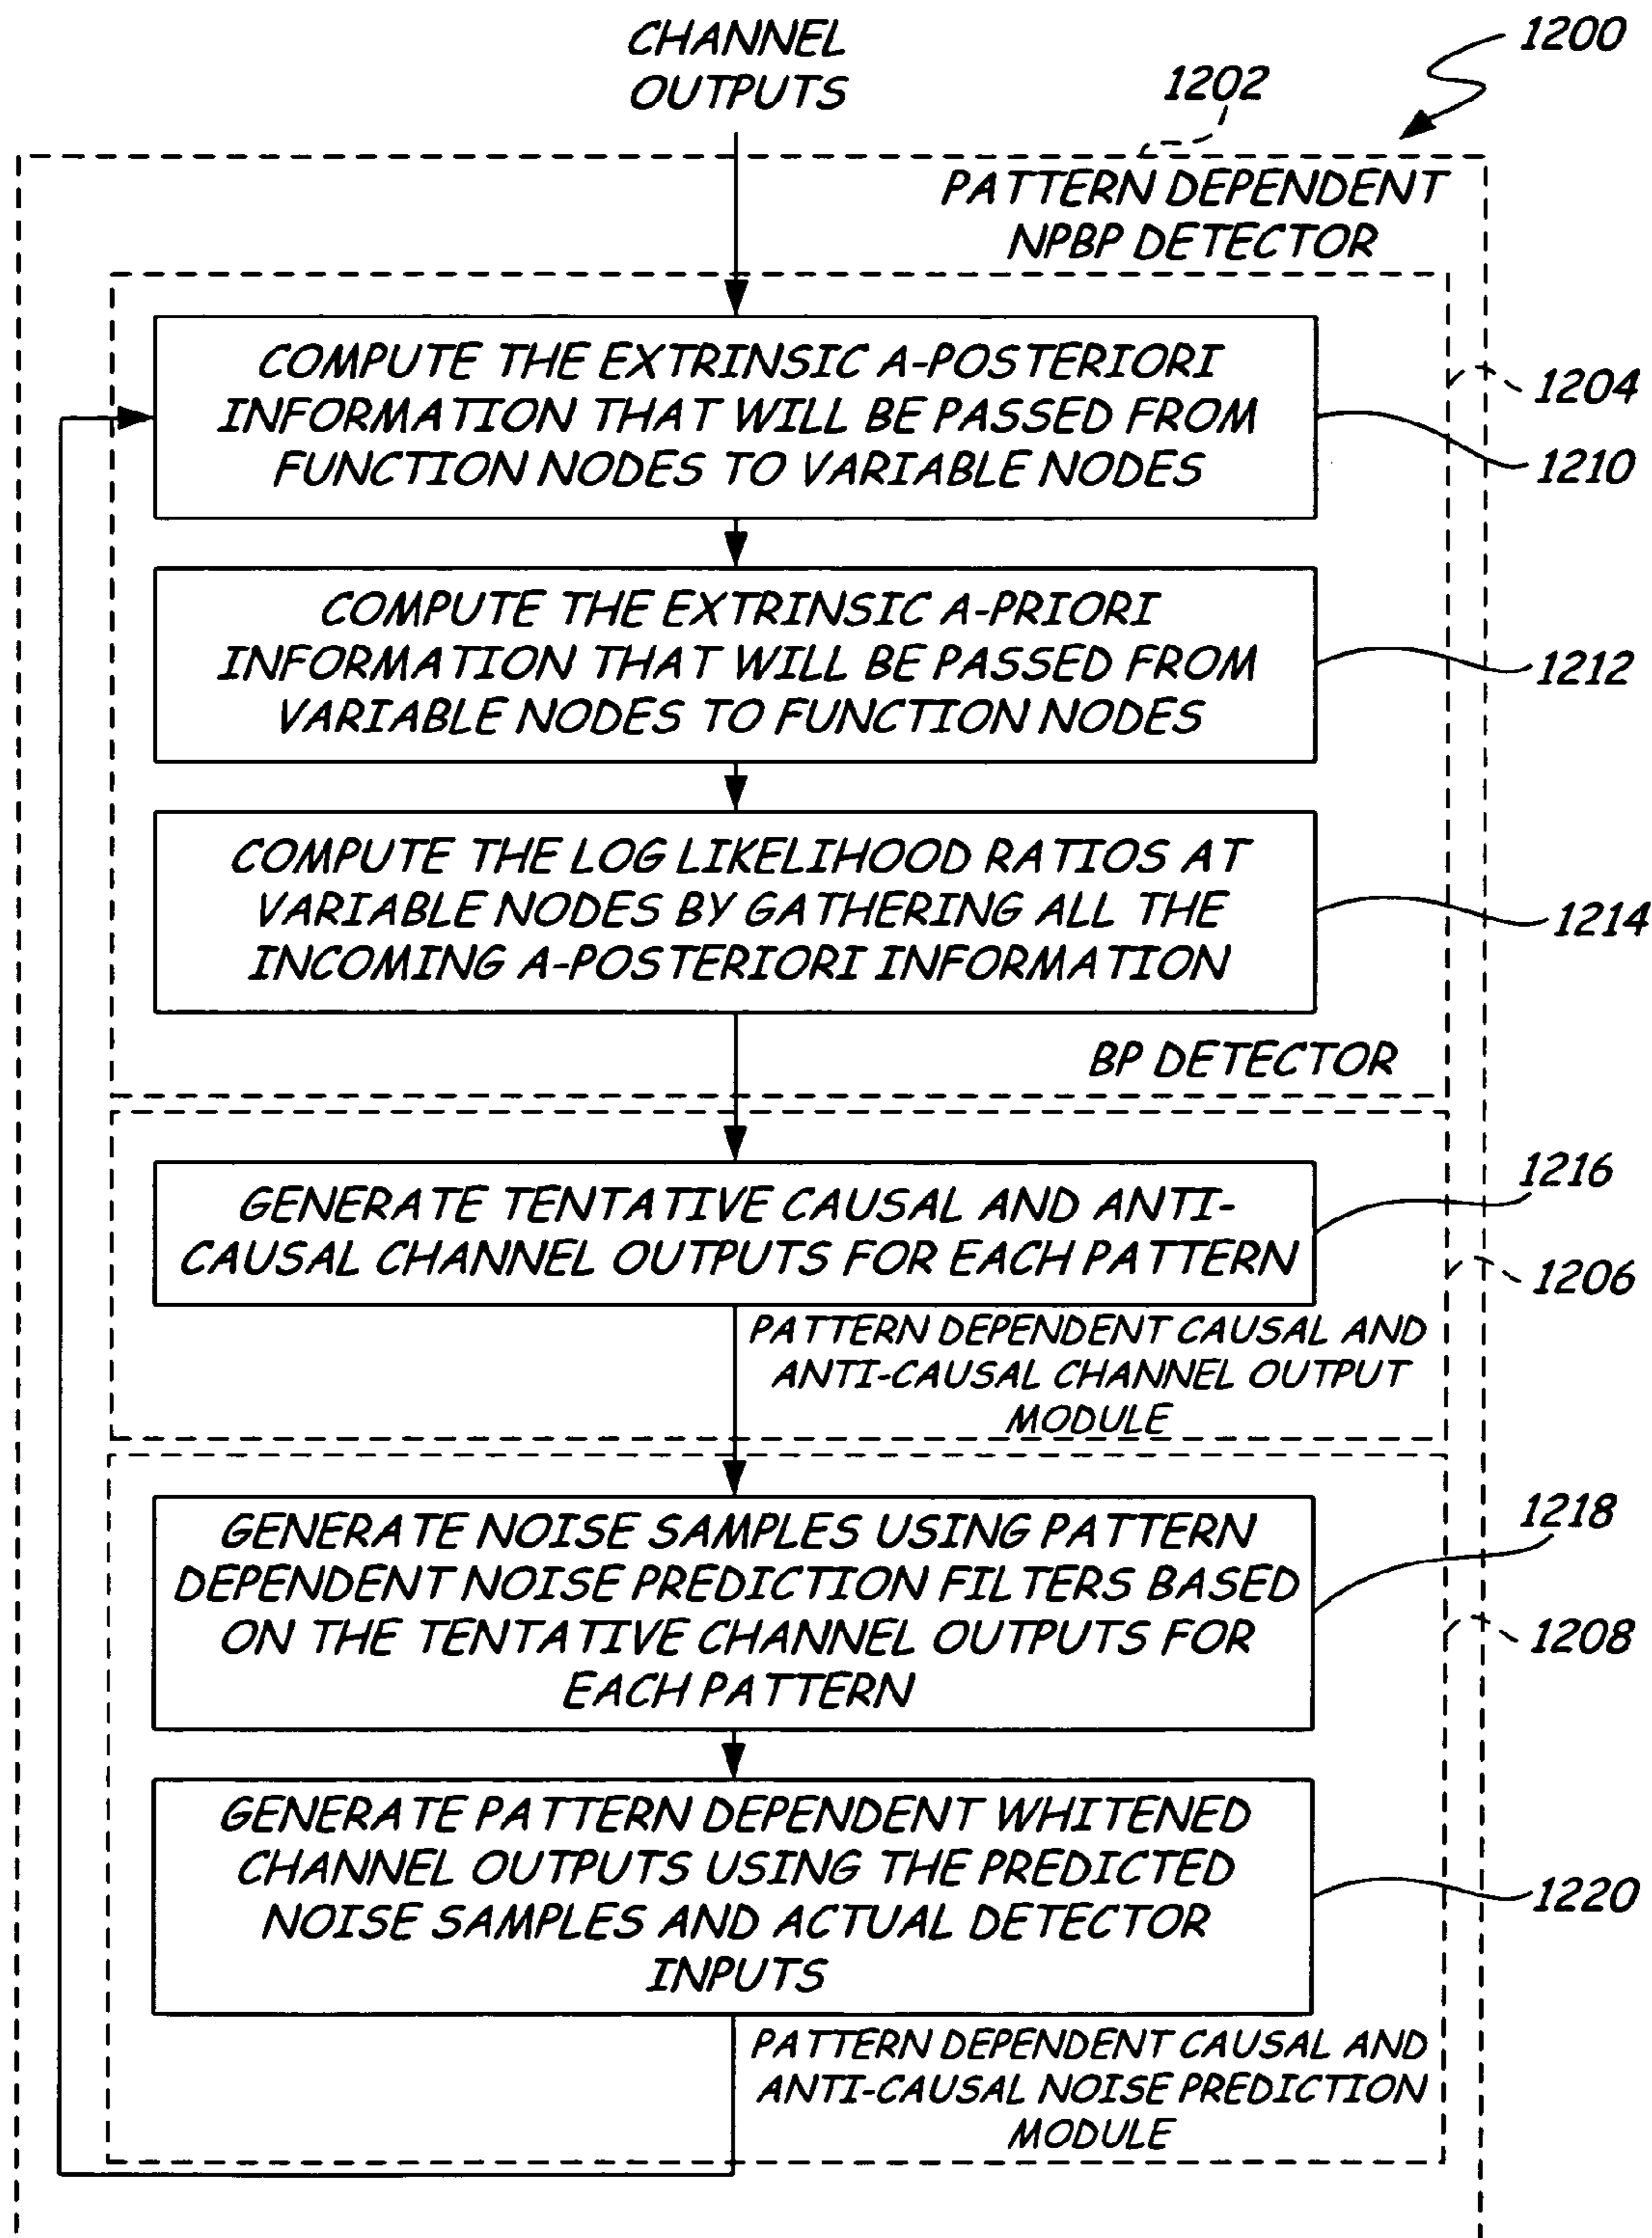 CHANNEL
OUTPUTS
1200
1202
PATTERN DEPENDENT
NPBP DETECTOR
COMPUTE THE EXTRINSIC A-POSTERIORI
INFORMATION THAT WILL BE PASSED FROM
FUNCTION NODES TO VARIABLE NODES
1204
1210
COMPUTE THE EXTRINSIC A-PRIORI
INFORMATION THAT WILL BE PASSED FROM
VARIABLE NODES TO FUNCTION NODES
1212
COMPUTE THE LOG LIKELIHOOD RATIOS AT
VARIABLE NODES BY GATHERING ALL THE
INCOMING A-POSTERIORI INFORMATION
1214
BP DETECTOR
GENERATE TENTATIVE CAUSAL AND ANTI-
CAUSAL CHANNEL OUTPUTS FOR EACH PATTERN
1216
1206
PATTERN DEPENDENT CAUSAL AND
ANTI-CAUSAL CHANNEL OUTPUT
MODULE
GENERATE NOISE SAMPLES USING PATTERN
DEPENDENT NOISE PREDICTION FILTERS BASED
ON THE TENTATIVE CHANNEL OUTPUTS FOR
EACH PATTERN
1218
1208
GENERATE PATTERN DEPENDENT WHITENED
CHANNEL OUTPUTS USING THE PREDICTED
NOISE SAMPLES AND ACTUAL DETECTOR
INPUTS
1220
PATTERN DEPENDENT CAUSAL AND
ANTI-CAUSAL NOISE PREDICTION
MODULE